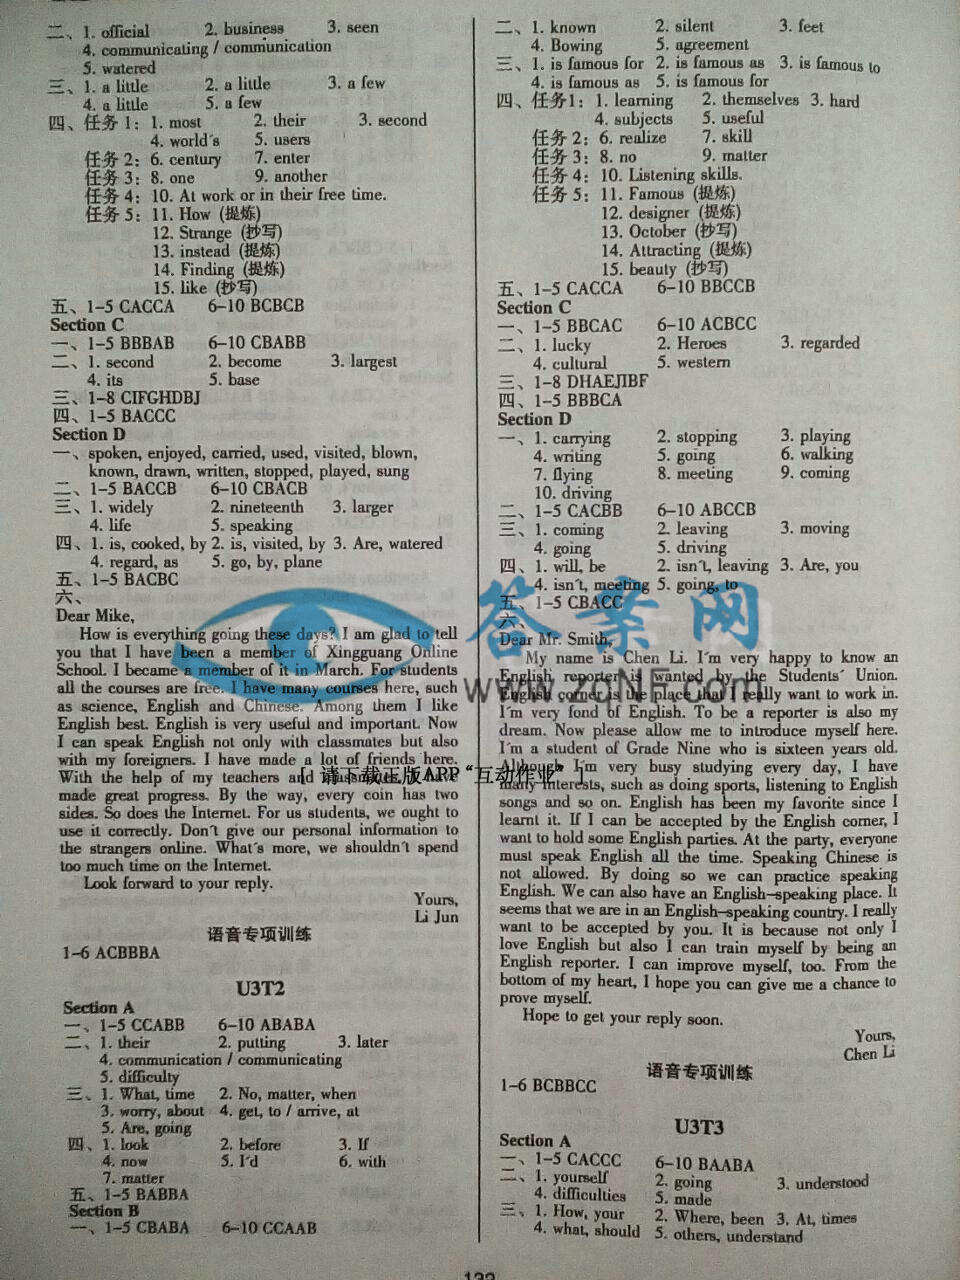 二、1. official 2. business 3. seen
4. communicating / communication
5. watered
三、1. a little 2. a little 3. a few
4. a little 5. a few
四、任务 1: 1. most 2. their 3. second
4. world's 5. users
任务 2: 6. century 7. enter
任务 3: 8. one 9. another
任务 4: 10. At work or in their free time.
任务 5: 11. How (提炼)
12. Strange (抄写)
13. instead (提炼)
14. Finding (提炼)
15. like (抄写)
五、1-5 CACCA 6-10 BCBCB
Section C
一、1-5 BBBAB 6-10 CBABB
二、1. second 2. become 3. largest
4. its 5. base
三、1-8 CIFGHDBJ
四、1-5 BACCC
Section D
一、spoken, enjoyed, carried, used, visited, blown,
known, drawn, written, stopped, played, sung
二、1-5 BACCB 6-10 CBACB
三、1. widely 2. nineteenth 3. larger
4. life 5. speaking
四、1. is, cooked, by 2. is, visited, by 3. Are, watered
4. regard, as 5. go, by, plane
五、1-5 BACBC
六、
Dear Mike,
How is everything going these days? I am glad to tell
you that I have been a member of Xingguang Online
School. I became a member of it in March. For students
all the courses are free. I have many courses here, such
as science, English and Chinese. Among them I like
English best. English is very useful and important. Now
I can speak English not only with classmates but also
with my foreigners. I have made a lot of friends here.
With the help of my teachers and classmates, I have
made great progress. By the way, every coin has two
sides. So does the Internet. For us students, we ought to
use it correctly. Don't give our personal information to
the strangers online. What's more, we shouldn't spend
too much time on the Internet.
Look forward to your reply.
Yours,
Li Jun
语音专项训练
1-6 ACBBBA
U3T2
Section A
一、1-5 CCABB 6-10 ABABA
二、1. their 2. putting 3. later
4. communication / communicating
5. difficulty
三、1. What, time 2. No, matter, when
3. worry, about 4. get, to / arrive, at
5. Are, going
四、1. look 2. before 3. If
4. now 5. I'd 6. with
7. matter
五、1-5 BABBA
Section B
一、1-5 CBABA 6-10 CCAAB
二、1. known 2. silent 3. feet
4. Bowing 5. agreement
三、1. is famous for 2. is famous as 3. is famous to
4. is famous as 5. is famous for
四、任务1: 1. learning 2. themselves 3. hard
4. subjects 5. useful
任务 2: 6. realize 7. skill
任务 3: 8. no 9. matter
任务 4: 10. Listening skills.
任务 5: 11. Famous (提炼)
12. designer (提炼)
13. October (抄写)
14. Attracting (提炼)
15. beauty (抄写)
五、1-5 CACCA 6-10 BBCCB
Section C
一、1-5 BBCAC 6-10 ACBCC
二、1. lucky 2. Heroes 3. regarded
4. cultural 5. western
三、1-8 DHAEJIBF
四、1-5 BBBCA
Section D
一、1. carrying 2. stopping 3. playing
4. writing 5. going 6. walking
7. flying 8. meeting 9. coming
10. driving
二、1-5 CACBB 6-10 ABCCB
三、1. coming 2. leaving 3. moving
4. going 5. driving
四、1. will, be 2. isn't, leaving 3. Are, you
4. isn't, meeting 5. going, to
五、1-5 CBACC
六、
Dear Mr. Smith,
My name is Chen Li. I'm very happy to know an
English reporter is wanted by the Students' Union.
English corner is the place that I really want to work in.
I'm very fond of English. To be a reporter is also my
dream. Now please allow me to introduce myself here.
I'm a student of Grade Nine who is sixteen years old.
Although I'm very busy studying every day, I have
many interests, such as doing sports, listening to English
songs and so on. English has been my favorite since I
learnt it. If I can be accepted by the English corner, I
want to hold some English parties. At the party, everyone
must speak English all the time. Speaking Chinese is
not allowed. By doing so we can practice speaking
English. We can also have an English-speaking place. It
seems that we are in an English-speaking country. I really
want to be accepted by you. It is because not only I
love English but also I can train myself by being an
English reporter. I can improve myself, too. From the
bottom of my heart, I hope you can give me a chance to
prove myself.
Hope to get your reply soon.
Yours,
Chen Li
语音专项训练
1-6 BCBBCC
U3T3
Section A
一、1-5 CACCC 6-10 BAABA
二、1. yourself 2. going 3. understood
4. difficulties 5. made
三、1. How, your 2. Where, been 3. At, times
4. what, should 5. others, understand
答案网
www.zqNF.com
[ 请下载正版APP“互动作业” ]
132